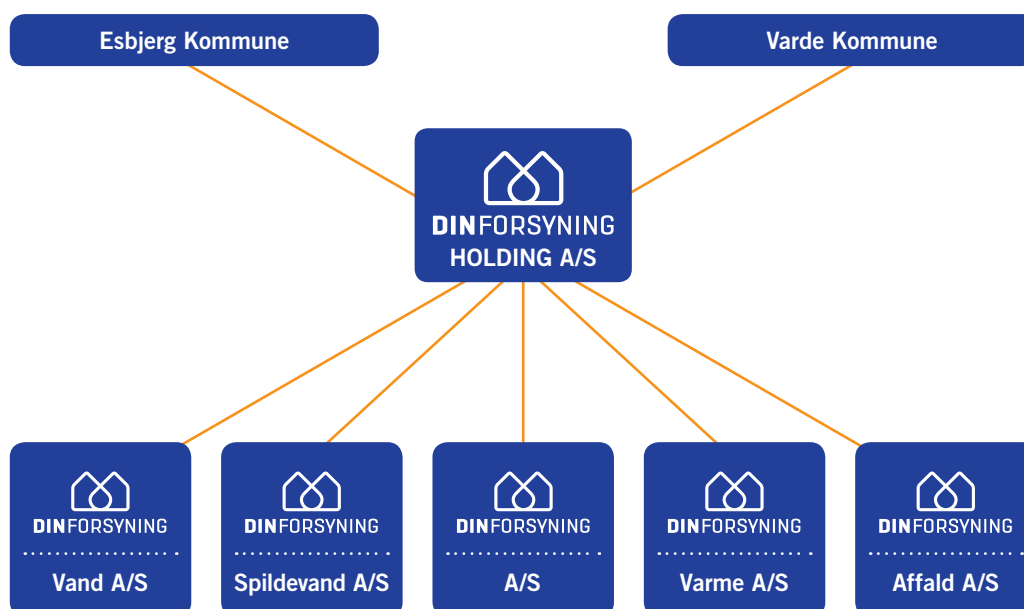 Esbjerg Kommune
Varde Kommune
DINFORSYNING
HOLDING A/S
DINFORSYNING
Vand A/S
DINFORSYNING
Spildevand A/S
DINFORSYNING
A/S
DINFORSYNING
Varme A/S
DINFORSYNING
Affald A/S